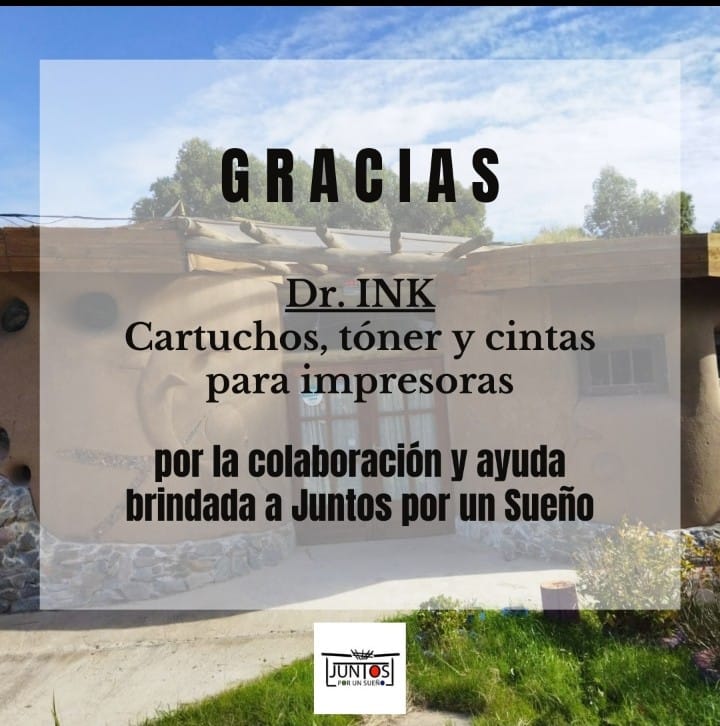 GRACIAS
Dr. INK
Cartuchos, tóner y cintas
para impresoras
por la colaboración y ayuda
brindada a Juntos por un Sueño
JUNTOS
POR UN SUEÑO